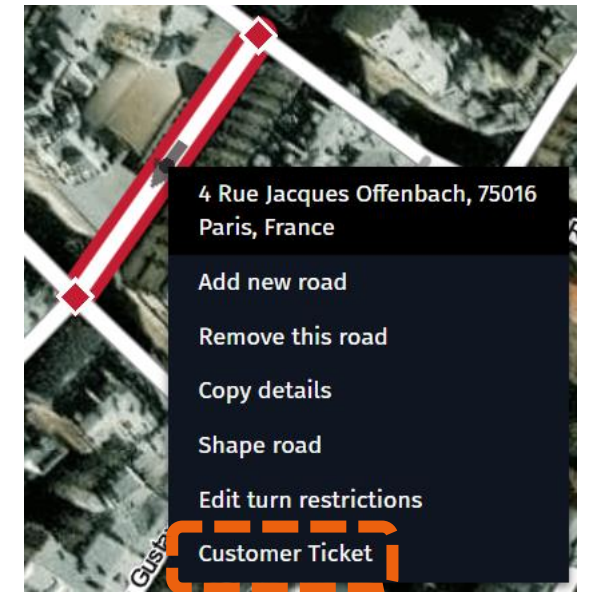 4 Rue Jacques Offenbach, 75016
Paris, France
Add new road
Remove this road
Copy details
Shape road
Edit turn restrictions
Customer Ticket